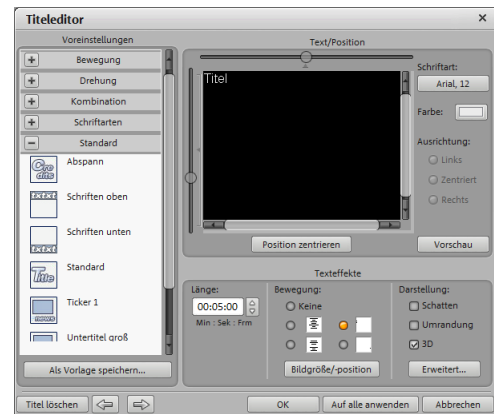 Titeleditor
Voreinstellungen
Bewegung
Drehung
Kombination
Schriftarten
Standard
Abspann
Schriften oben
Schriften unten
Standard
Ticker 1
Untertitel groß
Als Vorlage speichern...
Text/Position
Titel
Schriftart:
Arial, 12
Farbe:
Ausrichtung:
Links
Zentriert
Rechts
Position zentrieren
Vorschau
Texteffekte
Länge:
00:05:00
Min : Sek : Frm
Bewegung:
Keine
Bildgröße/-position
Darstellung:
Schatten
Umrandung
3D
Erweitert...
Titel löschen
OK
Auf alle anwenden
Abbrechen